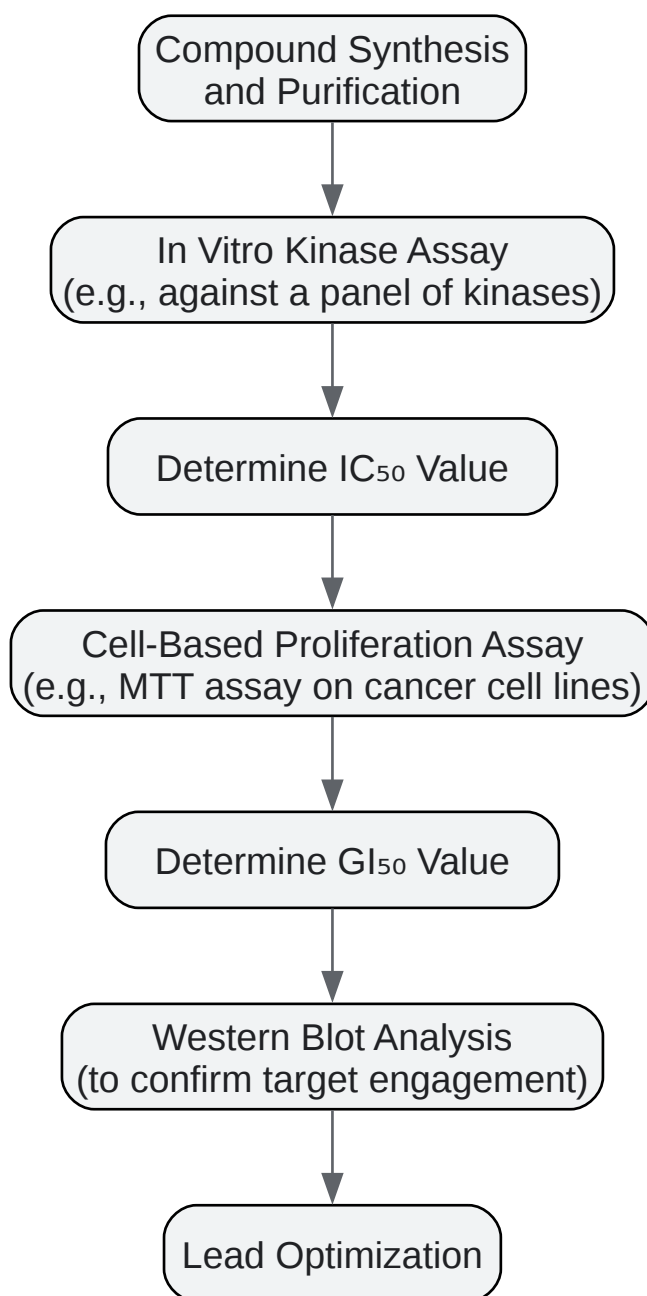 Compound Synthesis
and Purification
In Vitro Kinase Assay
(e.g., against a panel of kinases)
Determine IC₅₀ Value
Cell-Based Proliferation Assay
(e.g., MTT assay on cancer cell lines)
Determine GI₅₀ Value
Western Blot Analysis
(to confirm target engagement)
Lead Optimization